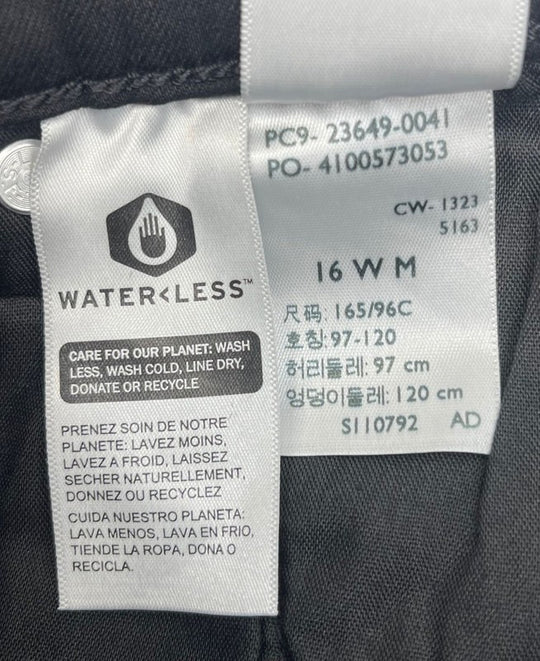 WATER<LESS™
CARE FOR OUR PLANET: WASH
LESS, WASH COLD, LINE DRY,
DONATE OR RECYCLE
PRENEZ SOIN DE NOTRE
PLANETE: LAVEZ MOINS,
LAVEZ A FROID, LAISSEZ
SECHER NATURELLEMENT,
DONNEZ OU RECYCLEZ
CUIDA NUESTRO PLANETA:
LAVA MENOS, LAVA EN FRIO,
TIENDE LA ROPA, DONA O
RECICLA.
PC9- 23649-0041
PO- 4100573053
CW- 1323
5163
16 W M
尺码: 165/96C
호칭: 97-120
허리둘레: 97 cm
엉덩이둘레: 120 cm
S110792 AD